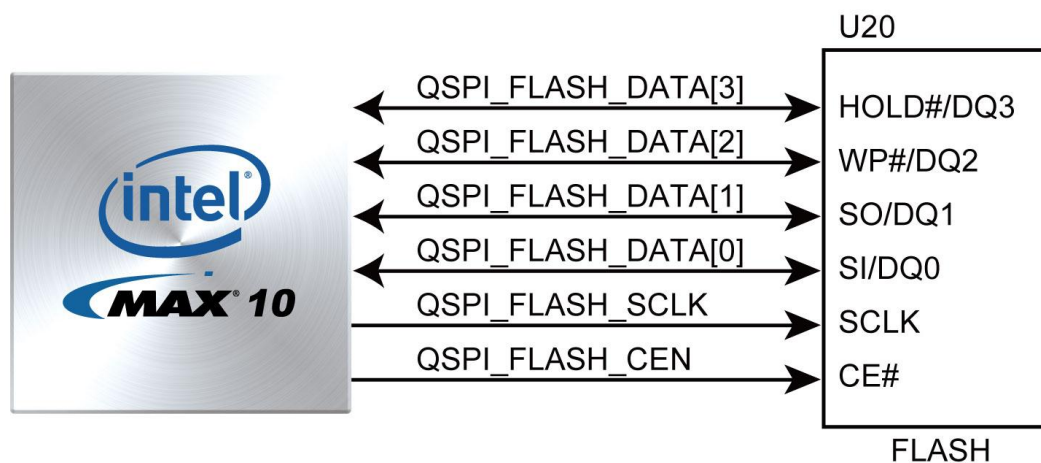 U20
QSPI_FLASH_DATA[3]
HOLD#/DQ3
QSPI_FLASH_DATA[2]
WP#/DQ2
QSPI_FLASH_DATA[1]
SO/DQ1
QSPI_FLASH_DATA[0]
SI/DQ0
QSPI_FLASH_SCLK
SCLK
QSPI_FLASH_CEN
CE#
FLASH
intel®
MAX® 10